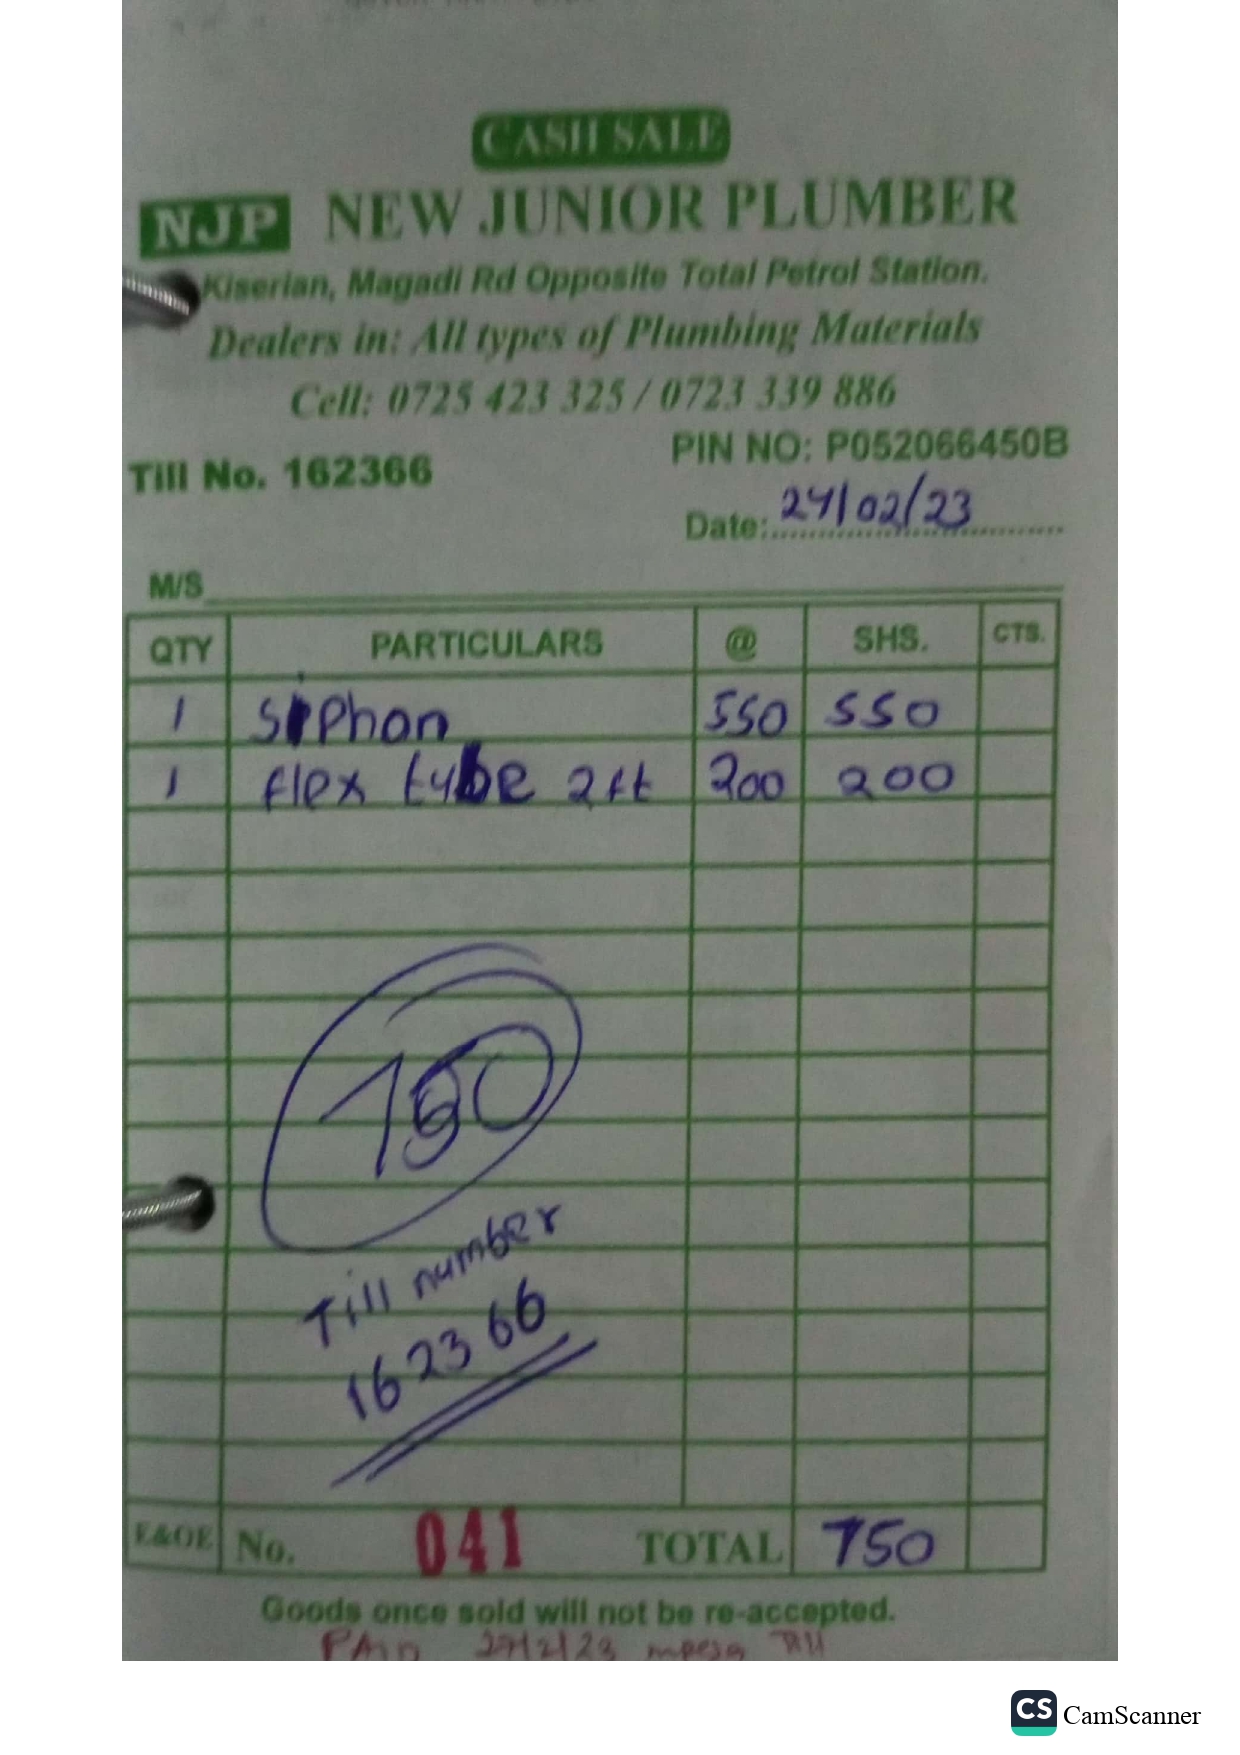 CASH SALE
NJP NEW JUNIOR PLUMBER
Kiserian, Magadi Rd Opposite Total Petrol Station.
Dealers in: All types of Plumbing Materials
Cell: 0725 423 325 / 0723 339 886
PIN NO: P052066450B
Till No. 162366
Date: 24/02/23
M/S
QTY PARTICULARS @ SHS. CTS.
1 Siphon 550 550
1 flex tube 2ft 200 200
750
Till number
162366
E&OE No. 041 TOTAL 750
Goods once sold will not be re-accepted.
PAID 27/2/23 mpesa Till
CS CamScanner